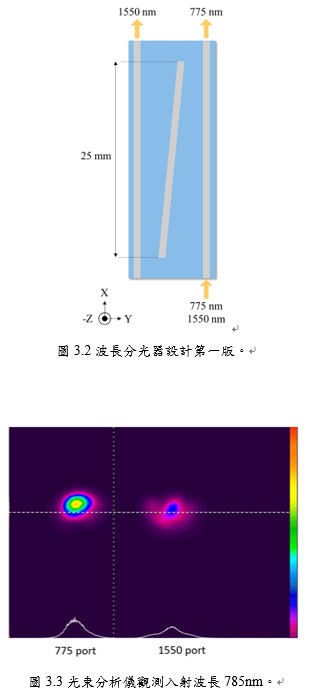 1550 nm 775 nm
25 mm
X
-Z Y
775 nm
1550 nm
圖 3.2 波長分光器設計第一版。
775 port 1550 port
圖 3.3 光束分析儀觀測入射波長 785nm。